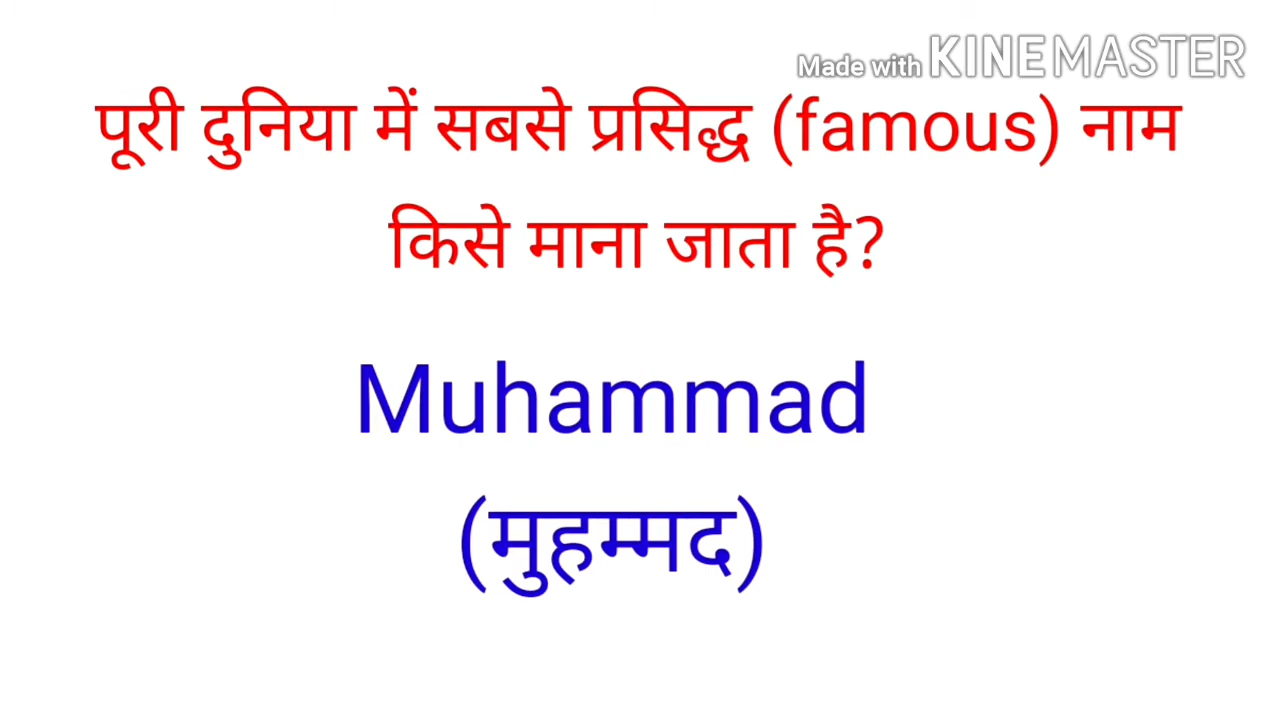 Made with KINEMASTER
पूरी दुनिया में सबसे प्रसिद्ध (famous) नाम
किसे माना जाता है?
Muhammad
(मुहम्मद)